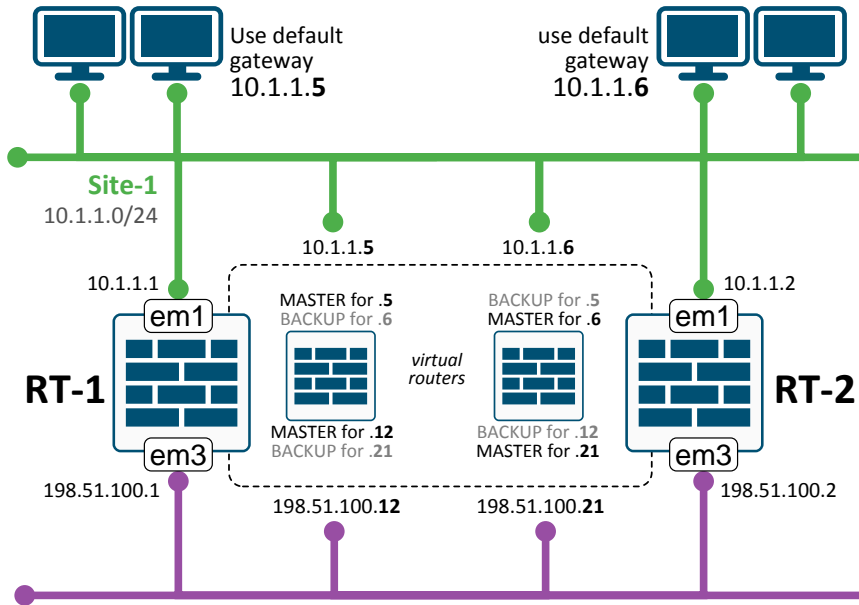 Use default
gateway
10.1.1.5
use default
gateway
10.1.1.6
Site-1
10.1.1.0/24
10.1.1.5
10.1.1.6
10.1.1.1
10.1.1.2
em1
MASTER for .5
BACKUP for .6
BACKUP for .5
MASTER for .6
em1
RT-1
virtual
routers
RT-2
MASTER for .12
BACKUP for .21
BACKUP for .12
MASTER for .21
em3
em3
198.51.100.1
198.51.100.12
198.51.100.21
198.51.100.2